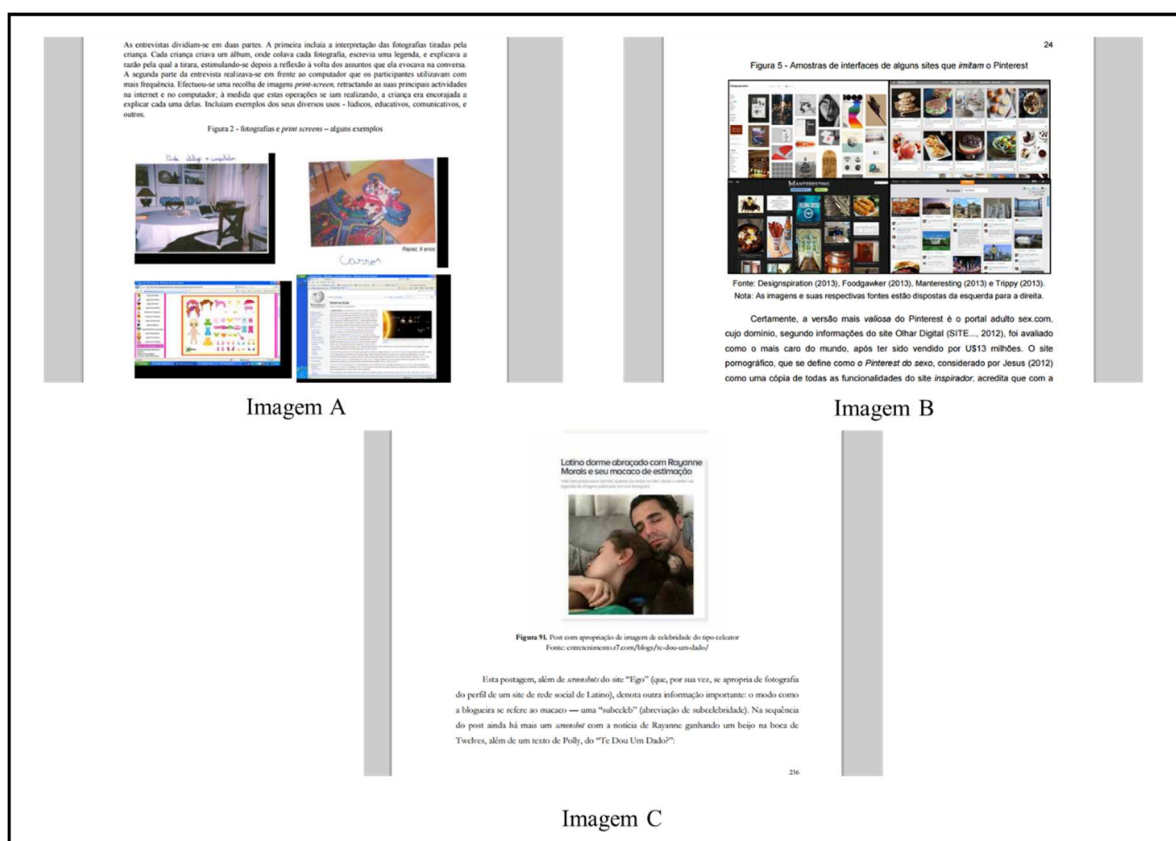 As entrevistas dividiam-se em duas partes. A primeira incluía a interpretação das fotografias tiradas pela
criança. Cada criança criava um álbum, onde colava cada fotografia, escrevia uma legenda, e explicava a
razão pela qual a tirara, estimulando-se depois a reflexão à volta dos assuntos que ela evocava na conversa.
A segunda parte da entrevista realizava-se em frente ao computador que os participantes utilizavam com
mais frequência. Efectuou-se uma recolha de imagens print-screen, retractando as suas principais actividades
na internet e no computador; à medida que estas operações se iam realizando, a criança era encorajada a
explicar cada uma delas. Incluíam exemplos dos seus diversos usos - lúdicos, educativos, comunicativos, e
outros.
Figura 2 - fotografias e print screens – alguns exemplos
Rapaz, 8 anos
Carros
Imagem A
24
Figura 5 - Amostras de interfaces de alguns sites que imitam o Pinterest
MANTERESTING
Fonte: Designspiration (2013), Foodgawker (2013), Manteresting (2013) e Trippy (2013).
Nota: As imagens e suas respectivas fontes estão dispostas da esquerda para a direita.
Certamente, a versão mais valiosa do Pinterest é o portal adulto sex.com,
cujo domínio, segundo informações do site Olhar Digital (SITE..., 2012), foi avaliado
como o mais caro do mundo, após ter sido vendido por U$13 milhões. O site
pornográfico, que se define como o Pinterest do sexo, considerado por Jesus (2012)
como uma cópia de todas as funcionalidades do site inspirador, acredita que com a
Imagem B
Latino dorme abraçado com Rayanne
Morais e seu macaco de estimação
Figura 91. Post com apropriação de imagem de celebridade do tipo celeator
Fonte: entretenimento.r7.com/blogs/te-dou-um-dado/
Esta postagem, além de screenshots do site “Ego” (que, por sua vez, se apropria de fotografia
do perfil de um site de rede social de Latino), denota outra informação importante: o modo como
a blogueira se refere ao macaco — uma “subceleb” (abreviação de subcelebridade). Na sequência
do post ainda há mais um screenshot com a notícia de Rayanne ganhando um beijo na boca de
Twelves, além de um texto de Polly, do “Te Dou Um Dado?”:
236
Imagem C